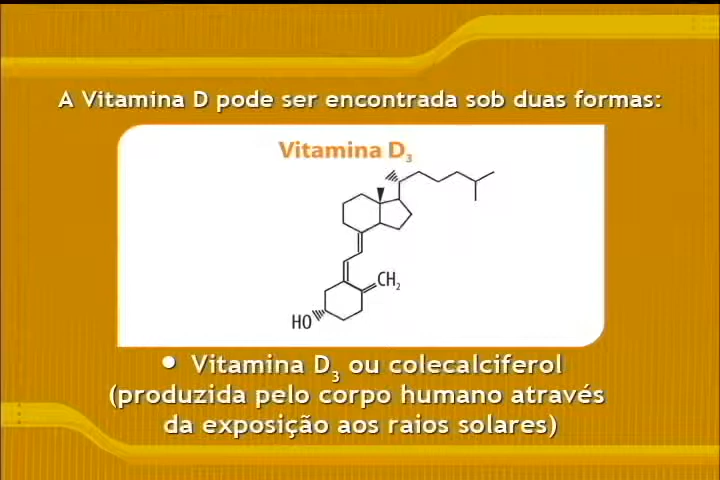 A Vitamina D pode ser encontrada sob duas formas:
Vitamina D₃
CH₂
HO
• Vitamina D₃ ou colecalciferol
(produzida pelo corpo humano através
da exposição aos raios solares)